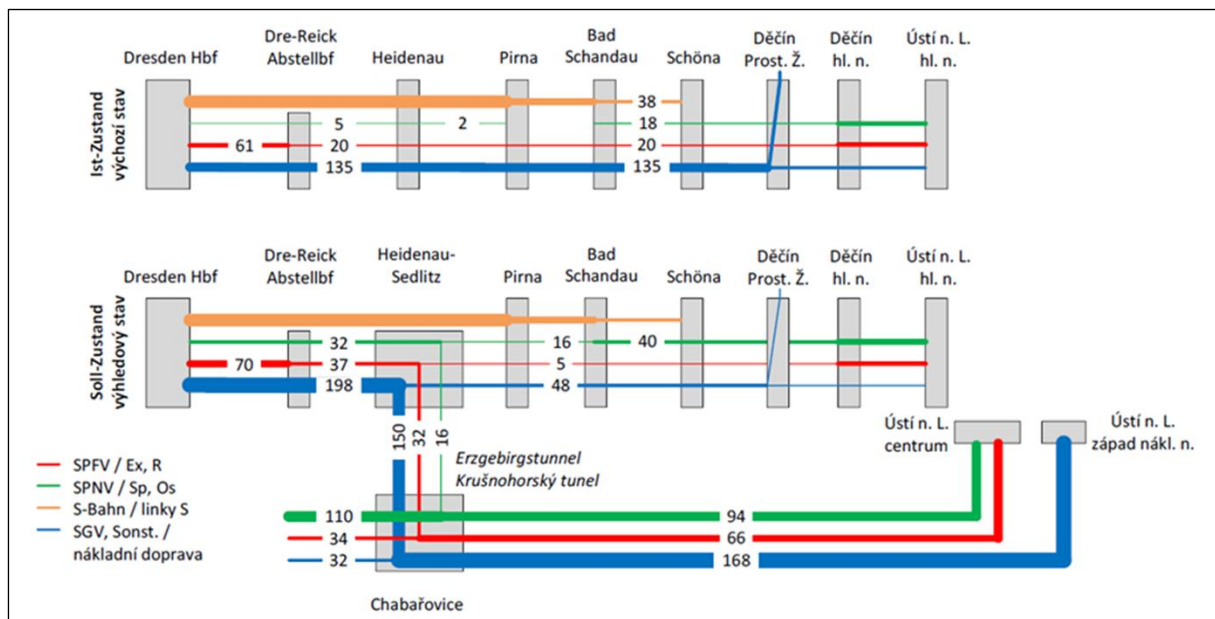 Dresden Hbf
Dre-Reick
Abstellbf
Heidenau
Pirna
Bad
Schandau
Schöna
Děčín
Prost. Ž.
Děčín
hl. n.
Ústí n. L.
hl. n.
Ist-Zustand
výchozí stav
38
5
2
18
61
20
20
135
135
Dresden Hbf
Dre-Reick
Abstellbf
Heidenau-
Sedlitz
Pirna
Bad
Schandau
Schöna
Děčín
Prost. Ž.
Děčín
hl. n.
Ústí n. L.
hl. n.
Soll-Zustand
výhledový stav
32
16
40
70
37
5
198
48
150
32
16
Ústí n. L.
centrum
Ústí n. L.
západ nákl. n.
Erzgebirgstunnel
Krušnohorský tunel
SPFV / Ex, R
SPNV / Sp, Os
S-Bahn / linky S
SGV, Sonst. /
nákladní doprava
110
94
34
66
32
168
Chabařovice